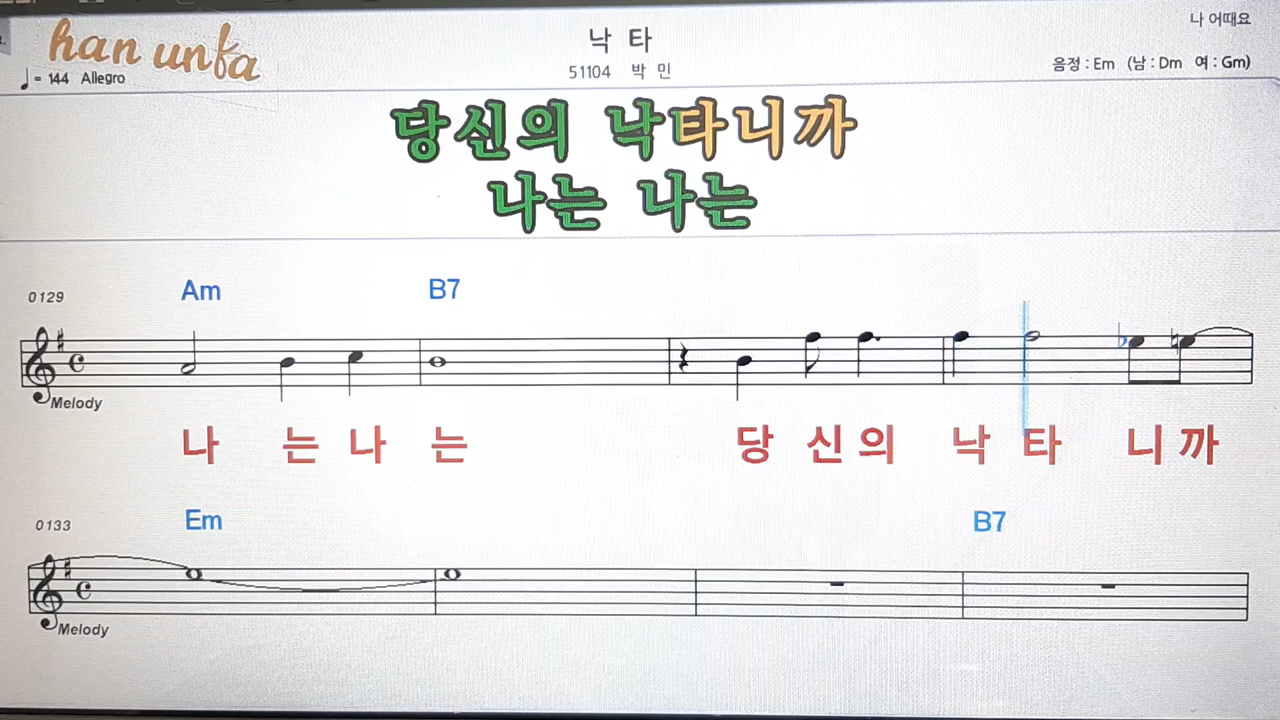 나 어때요
han unfa
낙 타
♩= 144 Allegro
51104 박 민
음정 : Em (남 : Dm 여 : Gm)
당신의 낙타니까
나는 나는
0129
Am B7
Melody
나 는 나 는 당 신 의 낙 타 니 까
0133
Em B7
Melody